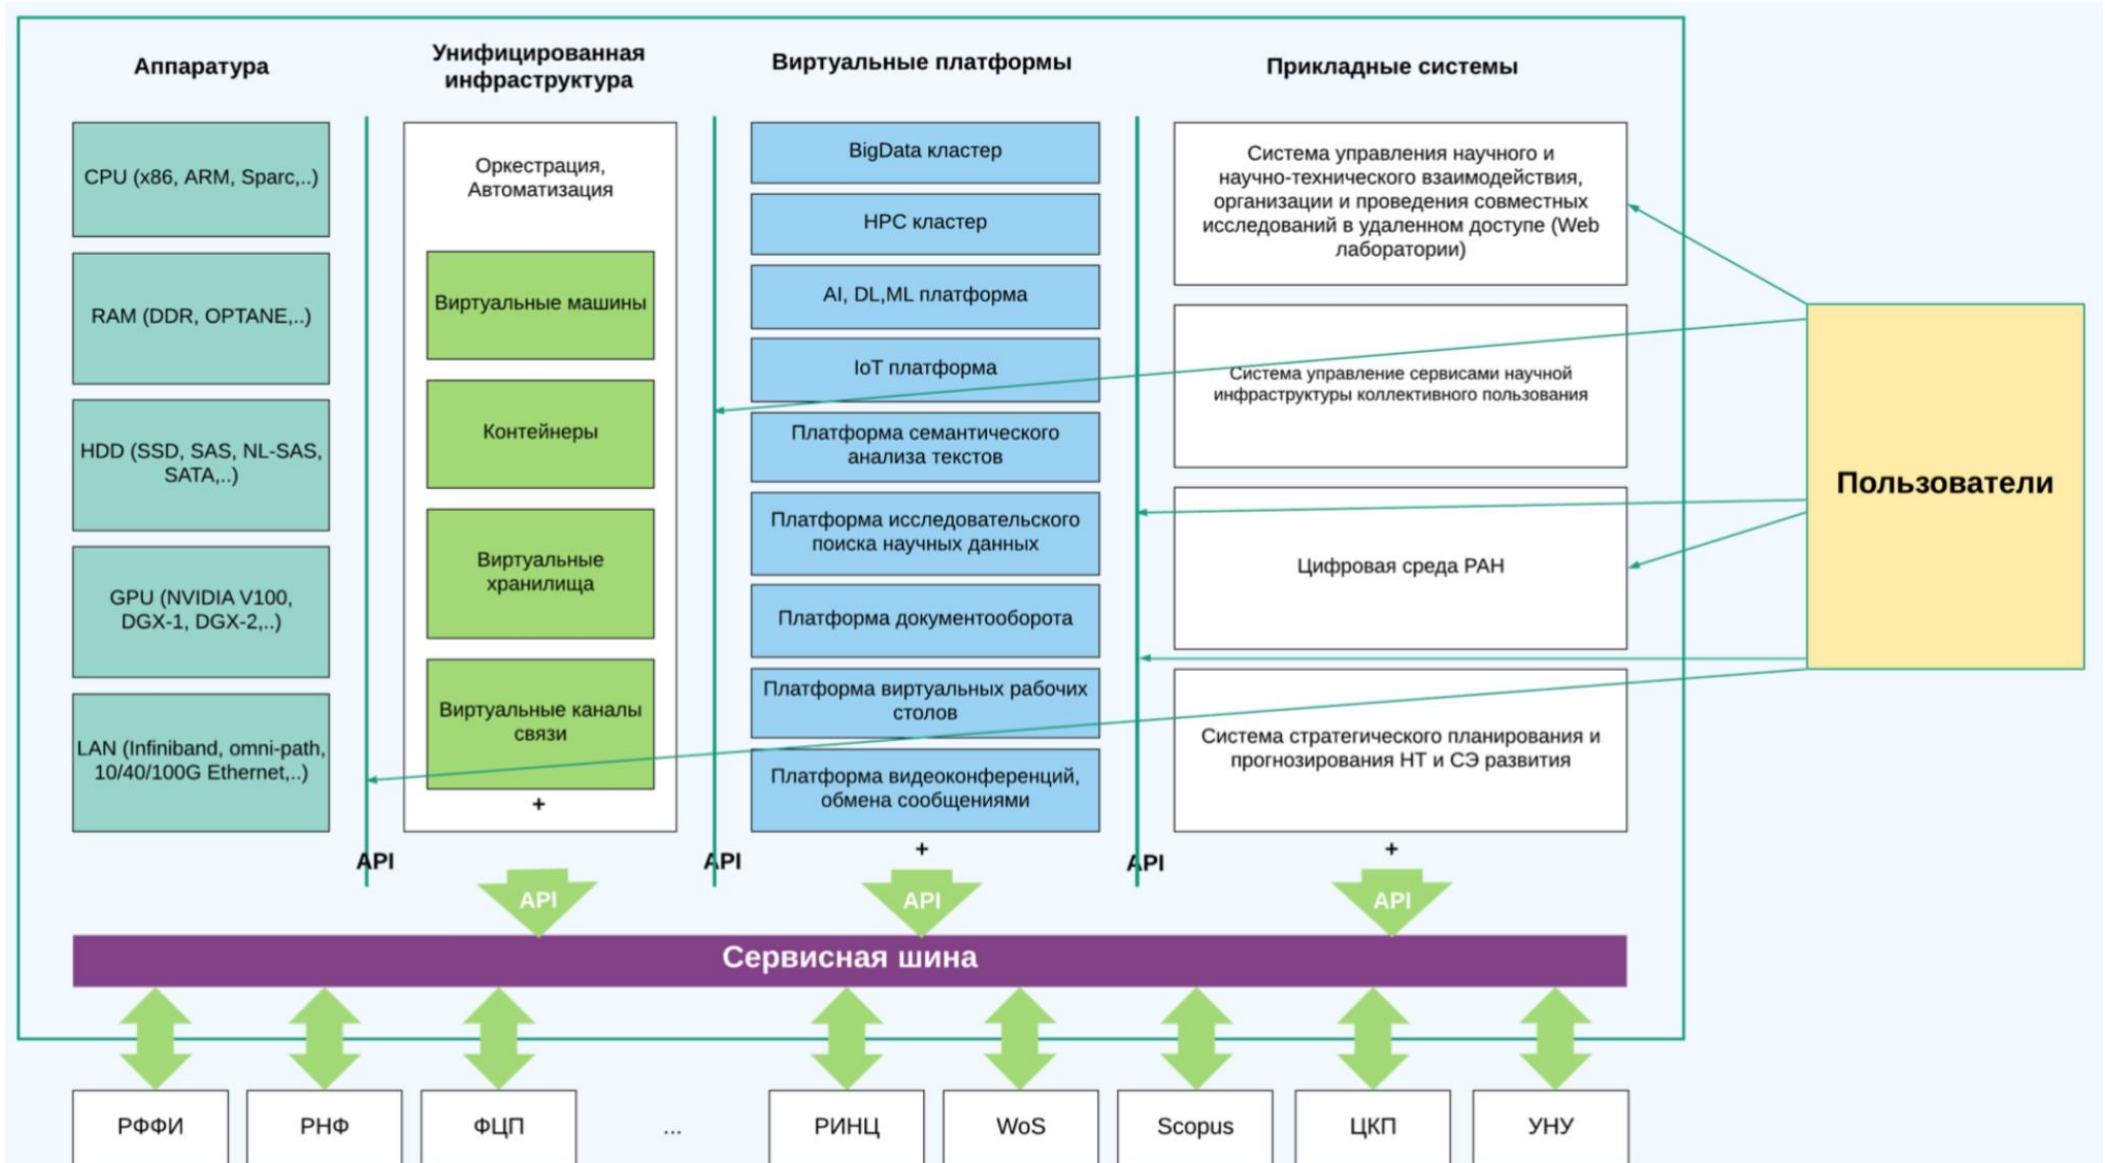 Аппаратура
Унифицированная
инфраструктура
Виртуальные платформы
Прикладные системы
CPU (x86, ARM, Sparc,..)
RAM (DDR, OPTANE,..)
HDD (SSD, SAS, NL-SAS,
SATA,..)
GPU (NVIDIA V100,
DGX-1, DGX-2,..)
LAN (Infiniband, omni-path,
10/40/100G Ethernet,..)
API
Оркестрация,
Автоматизация
Виртуальные машины
Контейнеры
Виртуальные
хранилища
Виртуальные каналы
связи
+
API
API
BigData кластер
HPC кластер
AI, DL,ML платформа
IoT платформа
Платформа семантического
анализа текстов
Платформа исследовательского
поиска научных данных
Платформа документооборота
Платформа виртуальных рабочих
столов
Платформа видеоконференций,
обмена сообщениями
+
API
API
Система управления научного и
научно-технического взаимодействия,
организации и проведения совместных
исследований в удаленном доступе (Web
лаборатории)
Система управление сервисами научной
инфраструктуры коллективного пользования
Цифровая среда РАН
Система стратегического планирования и
прогнозирования НТ и СЭ развития
+
API
Пользователи
Сервисная шина
РФФИ
РНФ
ФЦП
...
РИНЦ
WoS
Scopus
ЦКП
УНУ